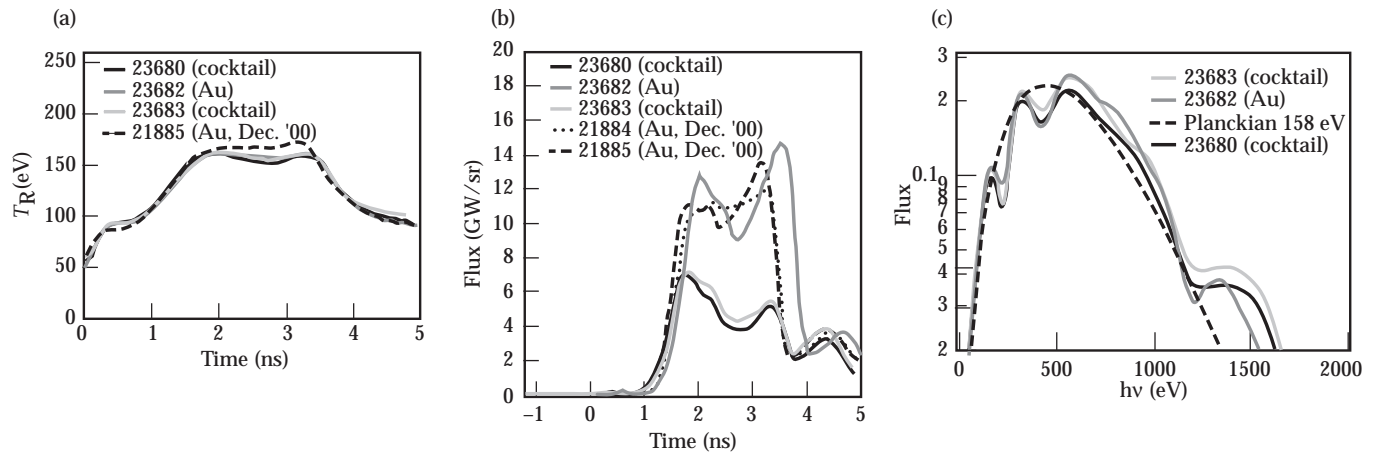 (a)
250
200
150
100
50
0
T_R (eV)
0 1 2 3 4 5
Time (ns)
23680 (cocktail)
23682 (Au)
23683 (cocktail)
21885 (Au, Dec. '00)
(b)
20
18
16
14
12
10
8
6
4
2
0
Flux (GW/sr)
–1 0 1 2 3 4 5
Time (ns)
23680 (cocktail)
23682 (Au)
23683 (cocktail)
21884 (Au, Dec. '00)
21885 (Au, Dec. '00)
(c)
3
2
0.1
9
8
7
6
5
4
3
2
Flux
0 500 1000 1500 2000
hν (eV)
23683 (cocktail)
23682 (Au)
Planckian 158 eV
23680 (cocktail)